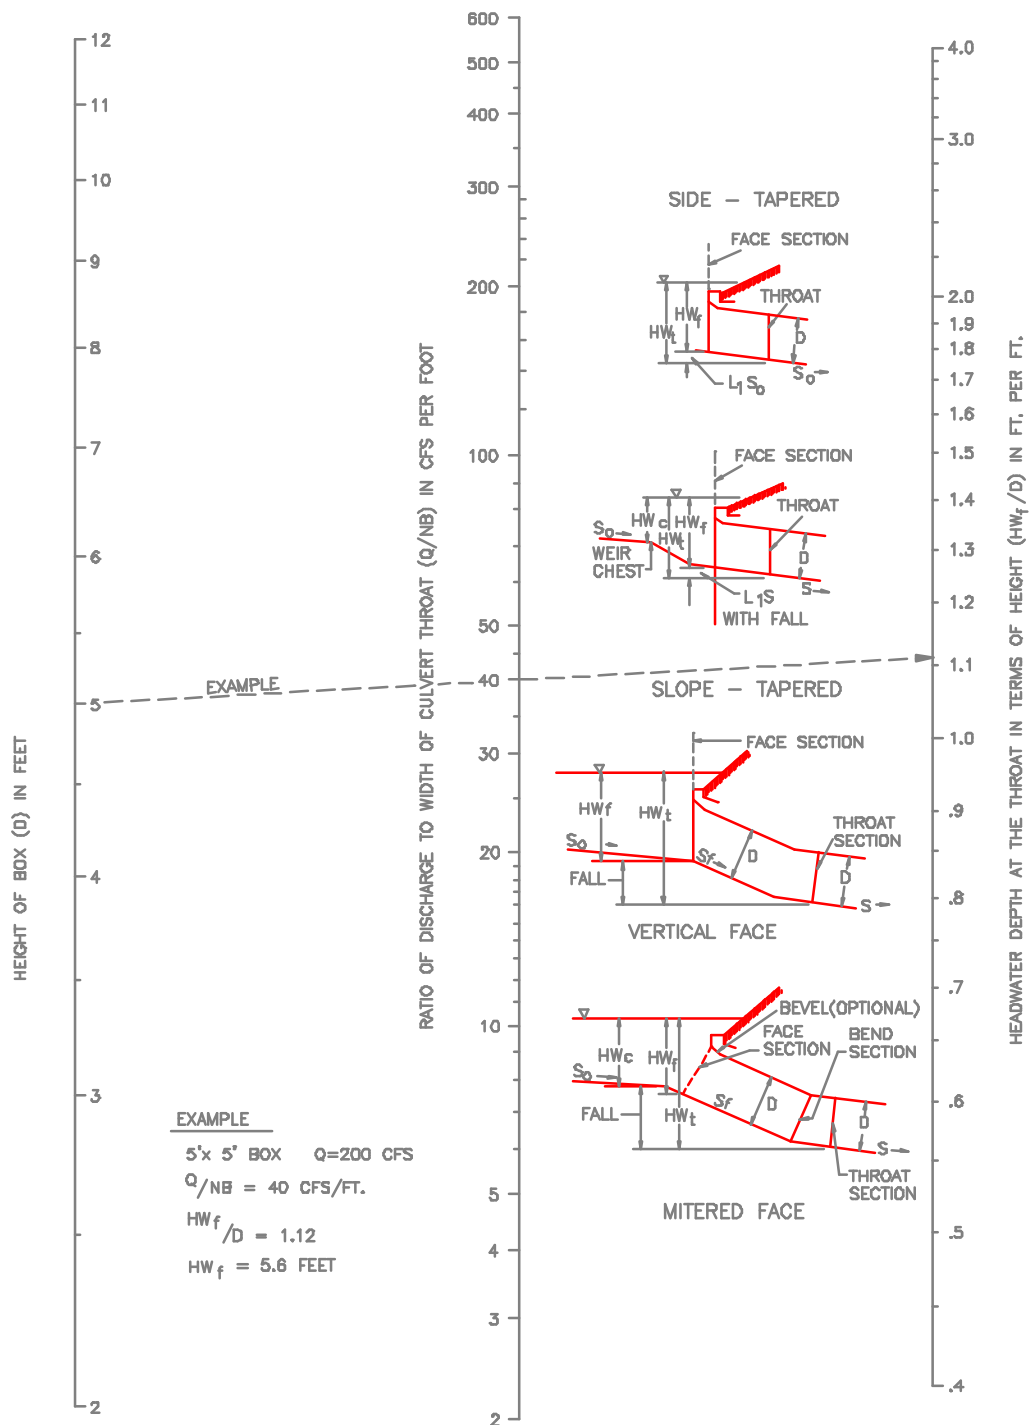 HEIGHT OF BOX (D) IN FEET
12
11
10
9
8
7
6
5
4
3
2
RATIO OF DISCHARGE TO WIDTH OF CULVERT THROAT (Q/NB) IN CFS PER FOOT
600
500
400
300
200
100
50
40
30
20
10
5
4
3
2
EXAMPLE
SIDE – TAPERED
FACE SECTION
THROAT
HWf
HWt
D
So
L1So
FACE SECTION
THROAT
HWc
HWf
HWt
So
WEIR
CHEST
D
S
L1S
WITH FALL
SLOPE – TAPERED
FACE SECTION
HWf
HWt
THROAT
SECTION
So
Sf
D
D
FALL
S
VERTICAL FACE
BEVEL(OPTIONAL)
FACE
SECTION
BEND
SECTION
HWc
HWf
So
Sf
D
D
FALL
HWt
S
THROAT
SECTION
MITERED FACE
EXAMPLE
5'x 5' BOX Q=200 CFS
Q/NB = 40 CFS/FT.
HWf/D = 1.12
HWf = 5.6 FEET
4.0
3.0
2.0
1.9
1.8
1.7
1.6
1.5
1.4
1.3
1.2
1.1
1.0
.9
.8
.7
.6
.5
.4
HEADWATER DEPTH AT THE THROAT IN TERMS OF HEIGHT (HWf/D) IN FT. PER FT.